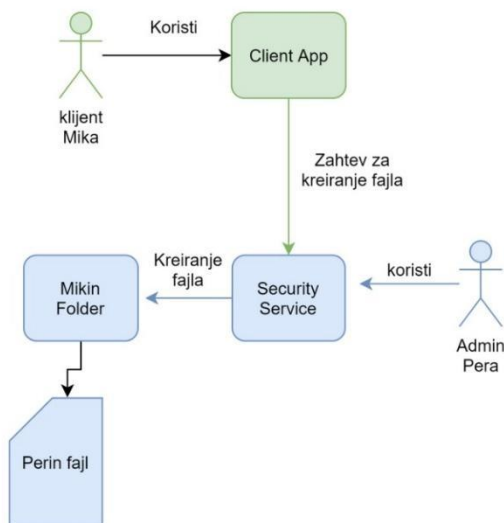 Koristi
Client App
klijent
Mika
Zahtev za
kreiranje fajla
Kreiranje
fajla
Mikin
Folder
Security
Service
koristi
Admin
Pera
Perin fajl